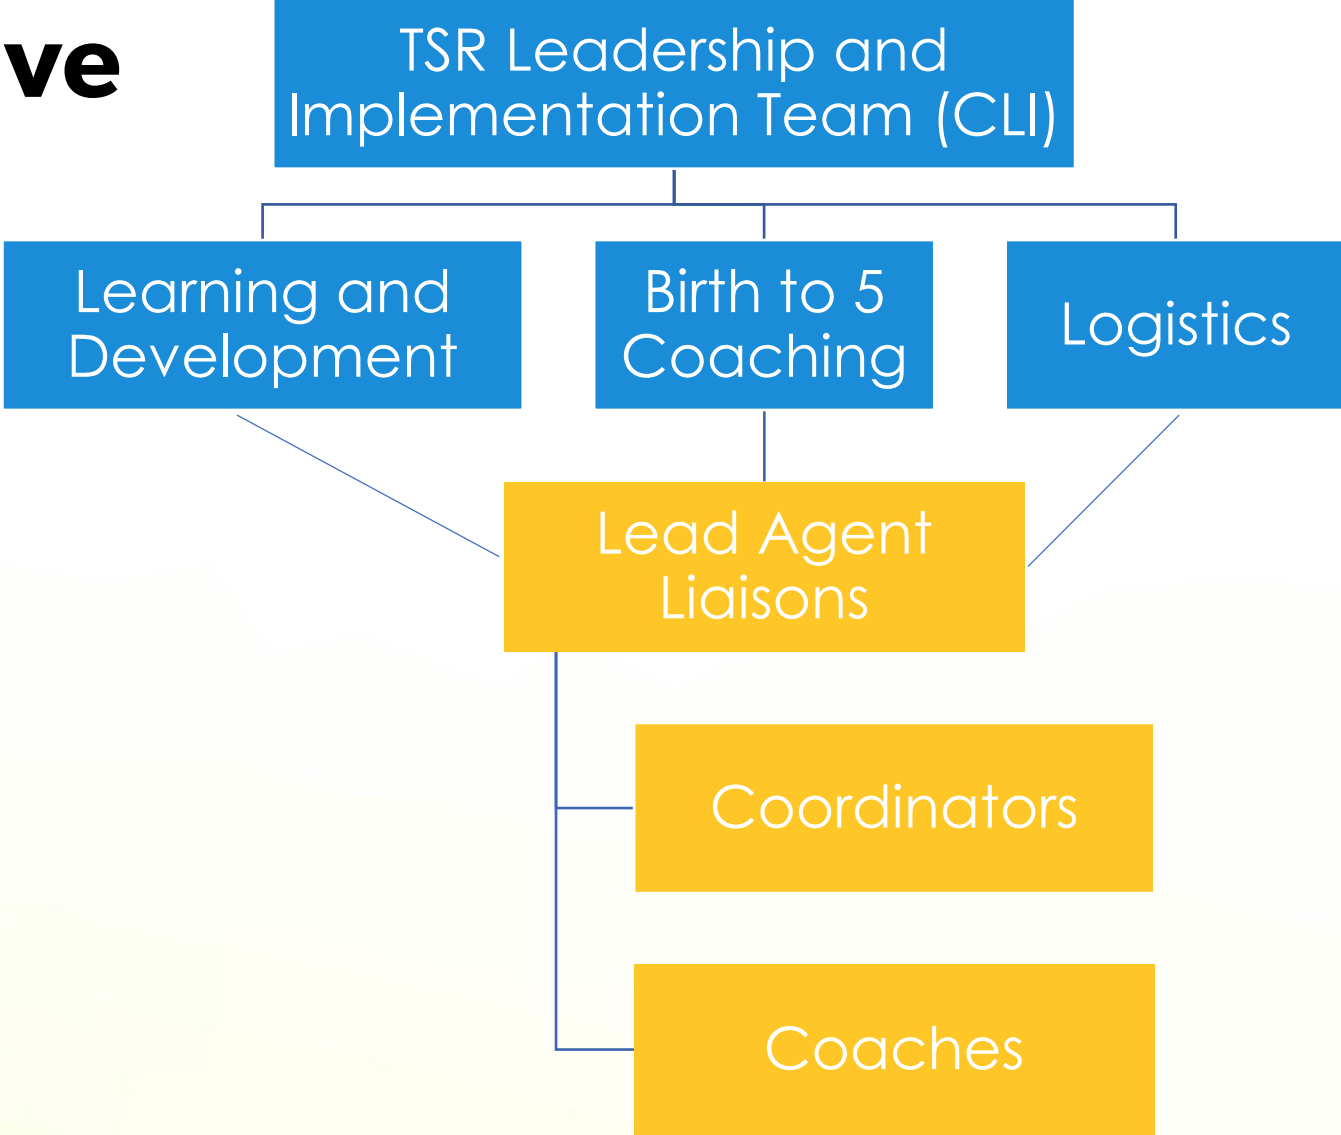 ve
TSR Leadership and
Implementation Team (CLI)
Learning and
Development
Birth to 5
Coaching
Logistics
Lead Agent
Liaisons
Coordinators
Coaches